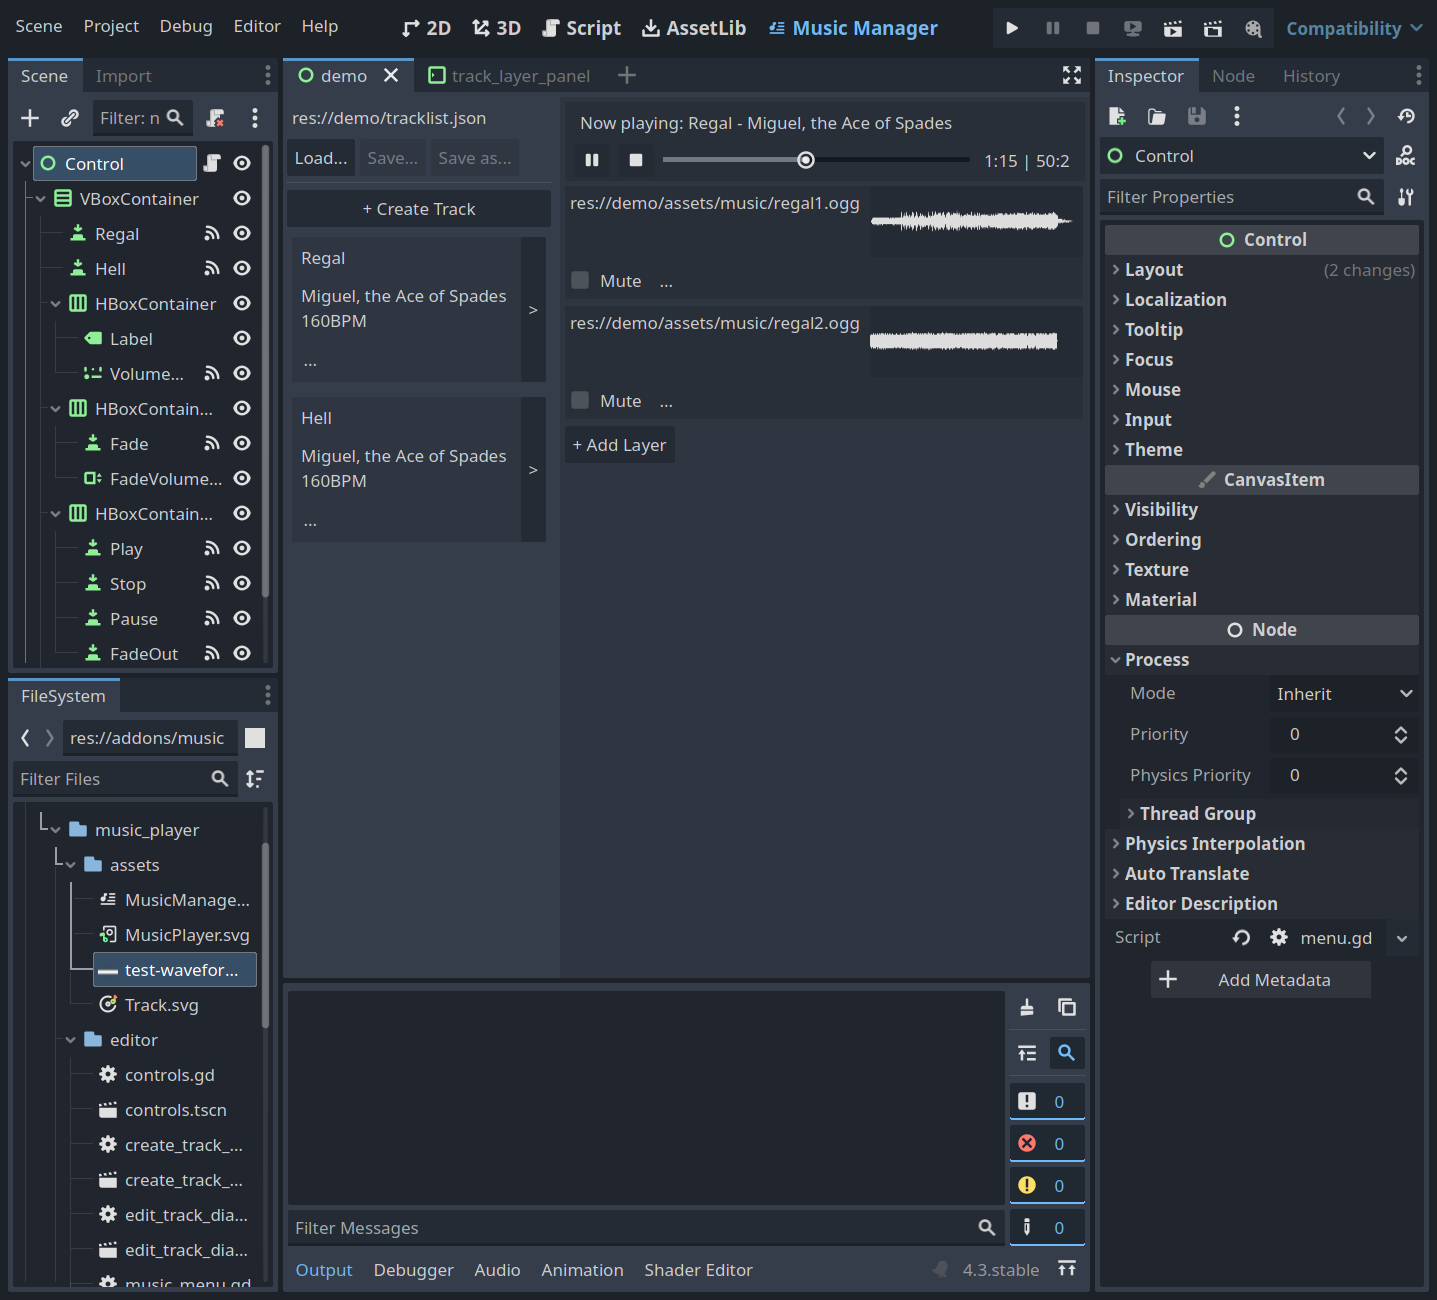 Scene Project Debug Editor Help 2D 3D Script AssetLib Music Manager Compatibility
Scene Import
Filter: n
Control
VBoxContainer
Regal
Hell
HBoxContainer
Label
Volume...
HBoxContain...
Fade
FadeVolume...
HBoxContain...
Play
Stop
Pause
FadeOut
FileSystem
res://addons/music
Filter Files
music_player
assets
MusicManage...
MusicPlayer.svg
test-wavefor...
Track.svg
editor
controls.gd
controls.tscn
create_track_...
create_track_...
edit_track_dia...
edit_track_dia...
music_menu.gd
demo track_layer_panel
res://demo/tracklist.json
Load... Save... Save as...
+ Create Track
Regal
Miguel, the Ace of Spades
160BPM
...
>
Hell
Miguel, the Ace of Spades
160BPM
...
>
Now playing: Regal - Miguel, the Ace of Spades
1:15 | 50:2
res://demo/assets/music/regal1.ogg
Mute ...
res://demo/assets/music/regal2.ogg
Mute ...
+ Add Layer
0
0
0
0
Filter Messages
Output Debugger Audio Animation Shader Editor 4.3.stable
Inspector Node History
Control
DOC
Filter Properties
Control
Layout (2 changes)
Localization
Tooltip
Focus
Mouse
Input
Theme
CanvasItem
Visibility
Ordering
Texture
Material
Node
Process
Mode Inherit
Priority 0
Physics Priority 0
Thread Group
Physics Interpolation
Auto Translate
Editor Description
Script menu.gd
Add Metadata